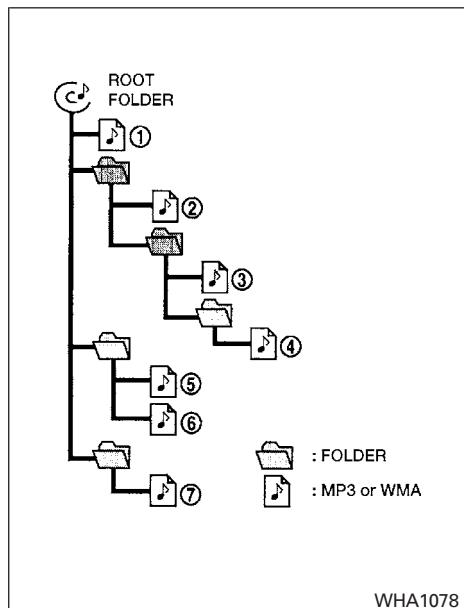 ROOT
FOLDER
①
②
③
④
⑤
⑥
⑦
: FOLDER
: MP3 or WMA
WHA1078